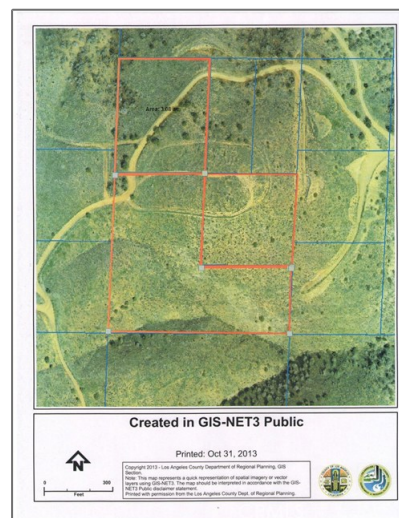 Created in GIS-NET3 Public
Printed: Oct 31, 2013
Copyright 2013 - Los Angeles County Department of Regional Planning, GIS
Section.
Note: This map represents a quick representation of spatial imagery or vector
layers using GIS-NET3. The map should be interpreted in accordance with the GIS-
NET3 Public disclaimer statement.
Printed with permission from the Los Angeles County Dept. of Regional Planning.
N
0 300
Feet